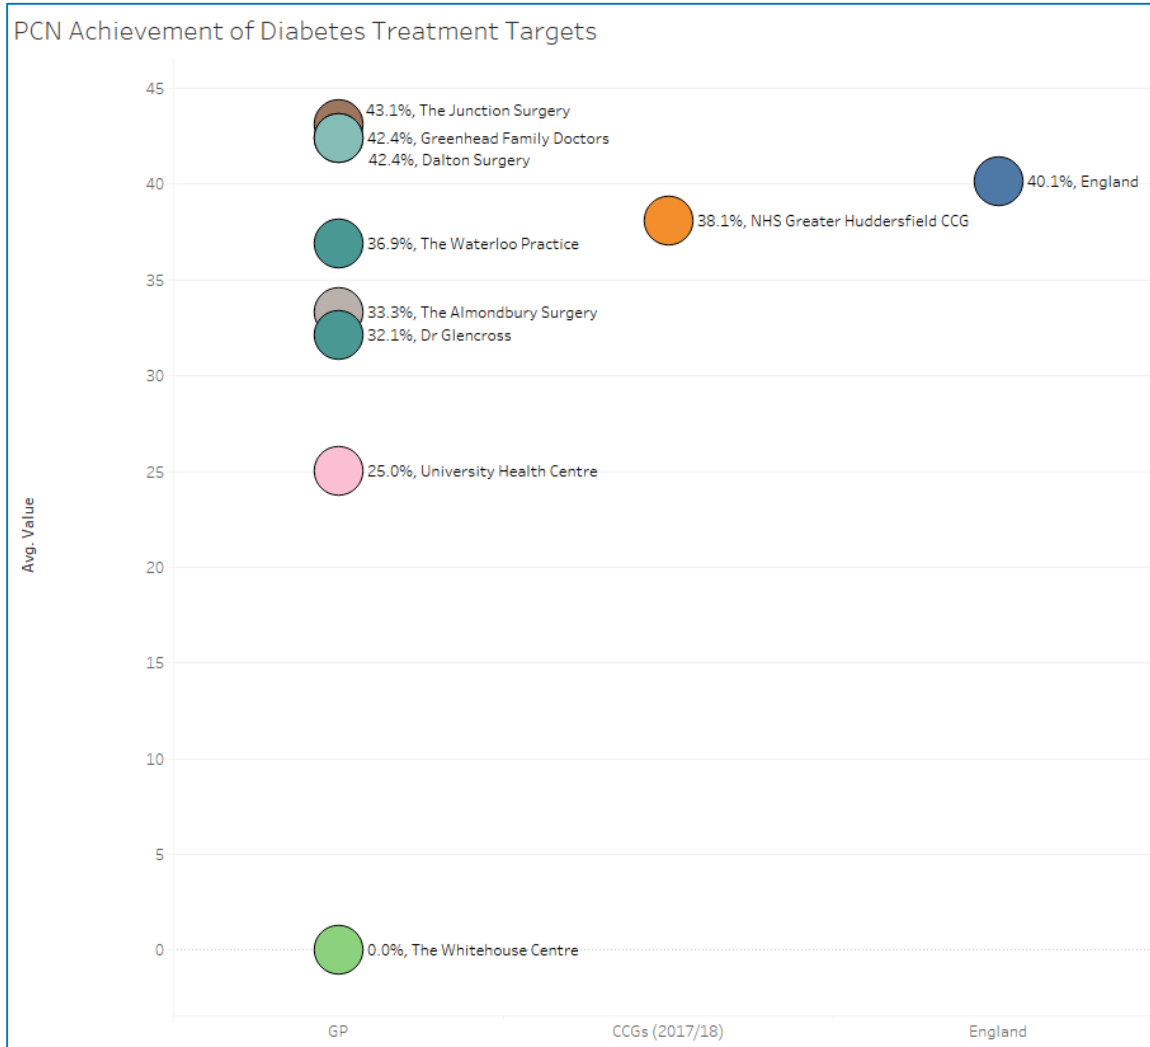 PCN Achievement of Diabetes Treatment Targets
45
43.1%, The Junction Surgery
42.4%, Greenhead Family Doctors
42.4%, Dalton Surgery
40
40.1%, England
38.1%, NHS Greater Huddersfield CCG
36.9%, The Waterloo Practice
35
33.3%, The Almondbury Surgery
32.1%, Dr Glencross
30
25
25.0%, University Health Centre
Avg. Value
20
15
10
5
0
0.0%, The Whitehouse Centre
GP
CCGs (2017/18)
England